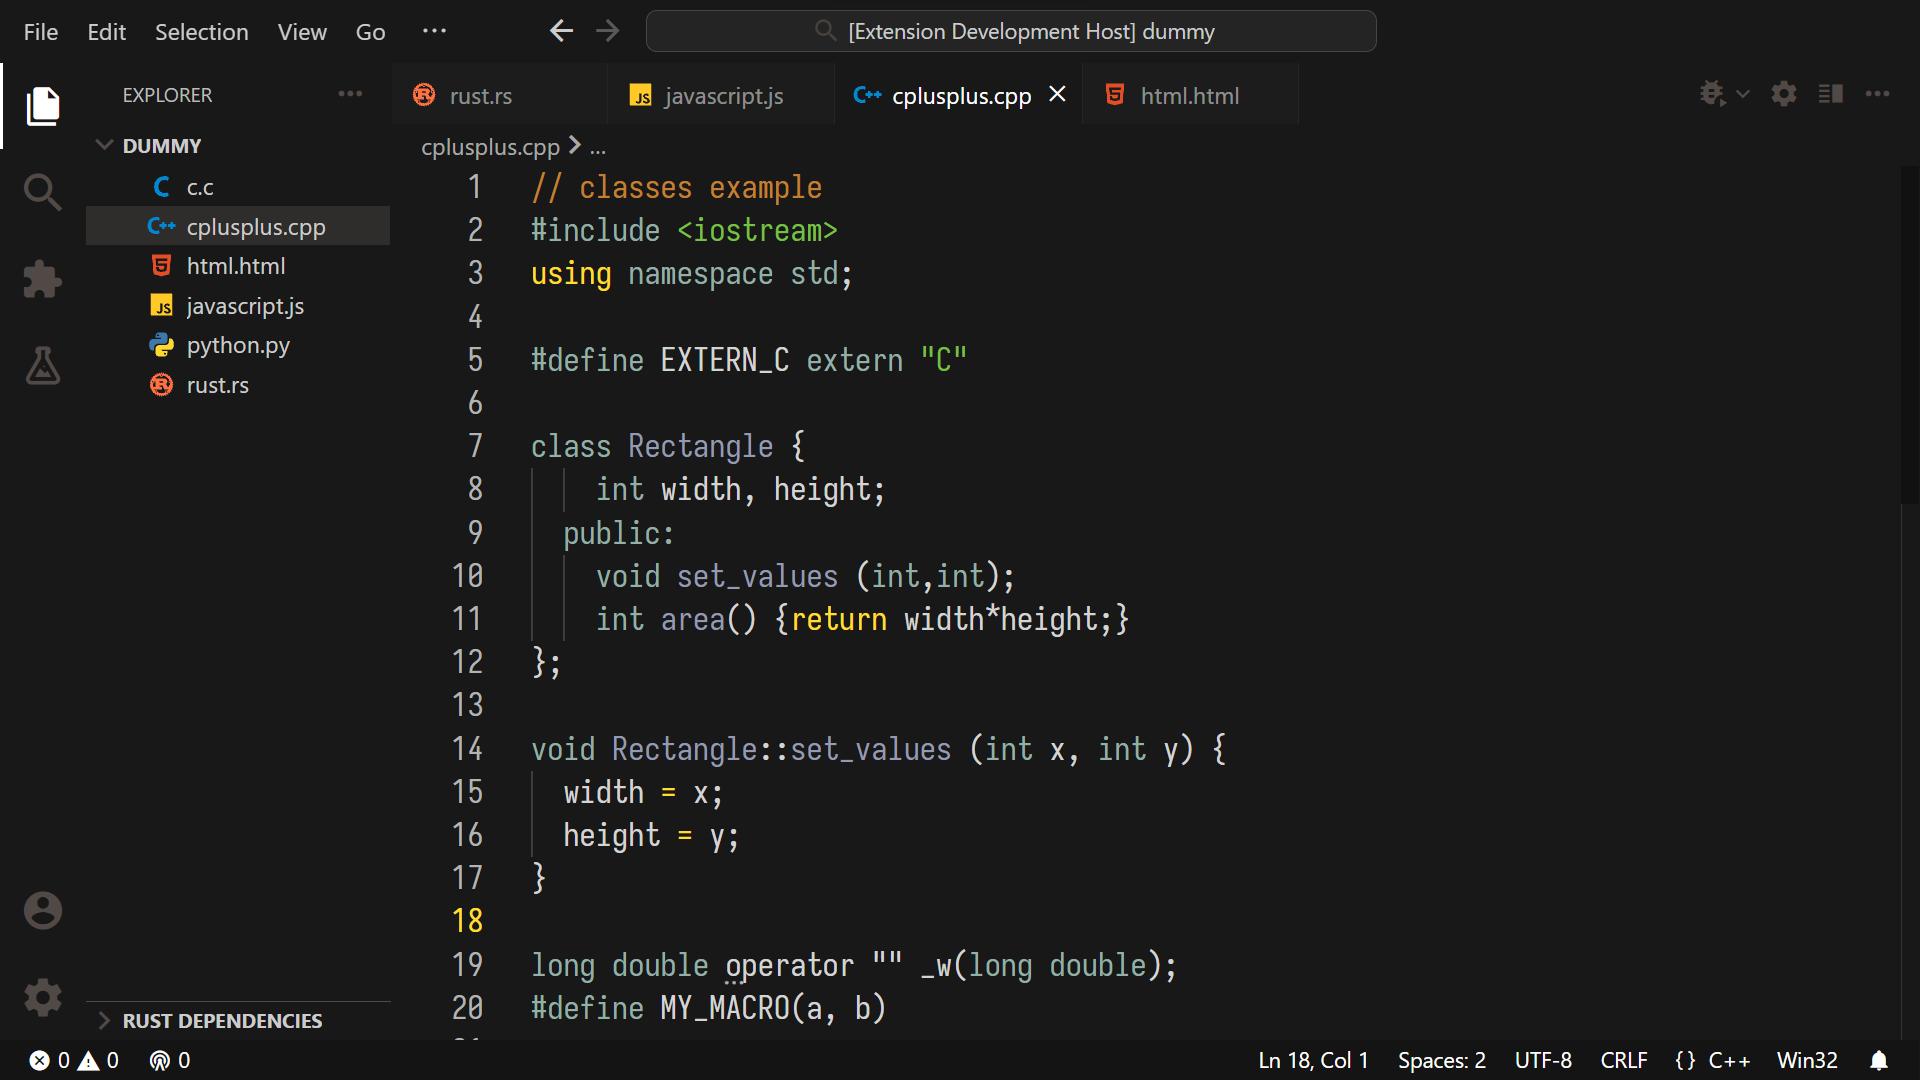 File Edit Selection View Go ···
[Extension Development Host] dummy
EXPLORER ···
rust.rs
JS javascript.js
C++ cplusplus.cpp
5 html.html
DUMMY
C c.c
C++ cplusplus.cpp
5 html.html
JS javascript.js
python.py
rust.rs
cplusplus.cpp > ...
1 // classes example
2 #include <iostream>
3 using namespace std;
4
5 #define EXTERN_C extern "C"
6
7 class Rectangle {
8 int width, height;
9 public:
10 void set_values (int,int);
11 int area() {return width*height;}
12 };
13
14 void Rectangle::set_values (int x, int y) {
15 width = x;
16 height = y;
17 }
18
19 long double operator "" _w(long double);
20 #define MY_MACRO(a, b)
RUST DEPENDENCIES
0 0 0
Ln 18, Col 1 Spaces: 2 UTF-8 CRLF {} C++ Win32